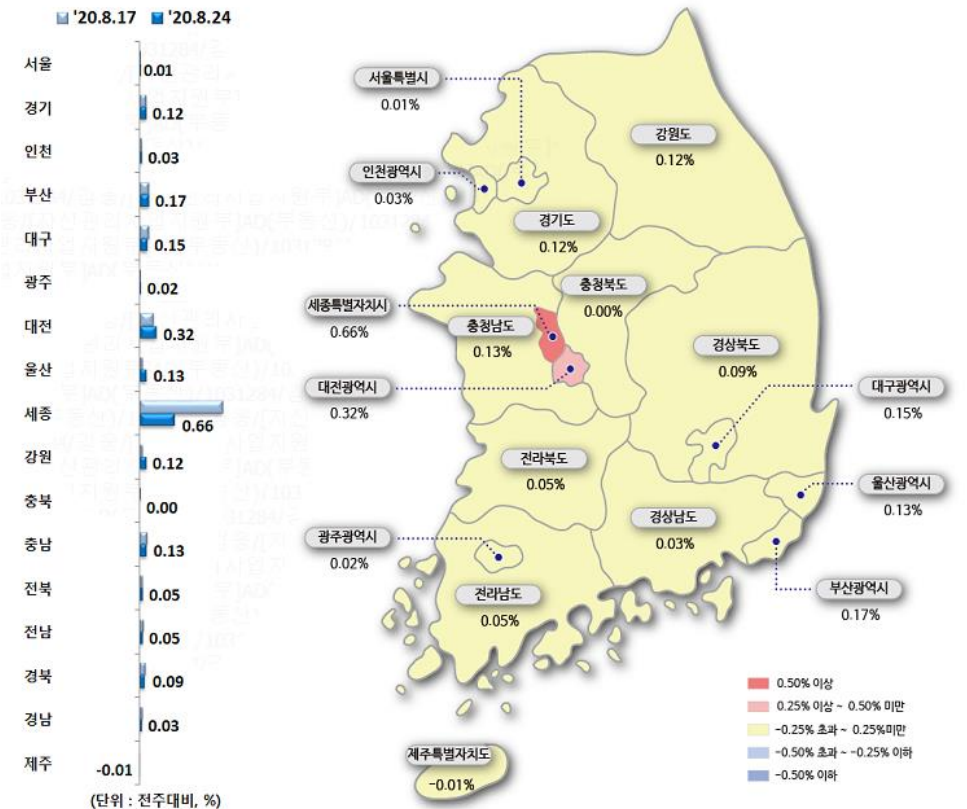 '20.8.17 '20.8.24
서울 0.01
경기 0.12
인천 0.03
부산 0.17
대구 0.15
광주 0.02
대전 0.32
울산 0.13
세종 0.66
강원 0.12
충북 0.00
충남 0.13
전북 0.05
전남 0.05
경북 0.09
경남 0.03
제주 -0.01
(단위 : 전주대비, %)
서울특별시
0.01%
강원도
0.12%
인천광역시
0.03%
경기도
0.12%
충청북도
0.00%
세종특별자치시
0.66%
충청남도
0.13%
경상북도
0.09%
대전광역시
0.32%
대구광역시
0.15%
전라북도
0.05%
울산광역시
0.13%
경상남도
0.03%
광주광역시
0.02%
부산광역시
0.17%
전라남도
0.05%
제주특별자치도
-0.01%
0.50% 이상
0.25% 이상 ~ 0.50% 미만
-0.25% 초과 ~ 0.25%미만
-0.50% 초과 ~ -0.25% 이하
-0.50% 이하